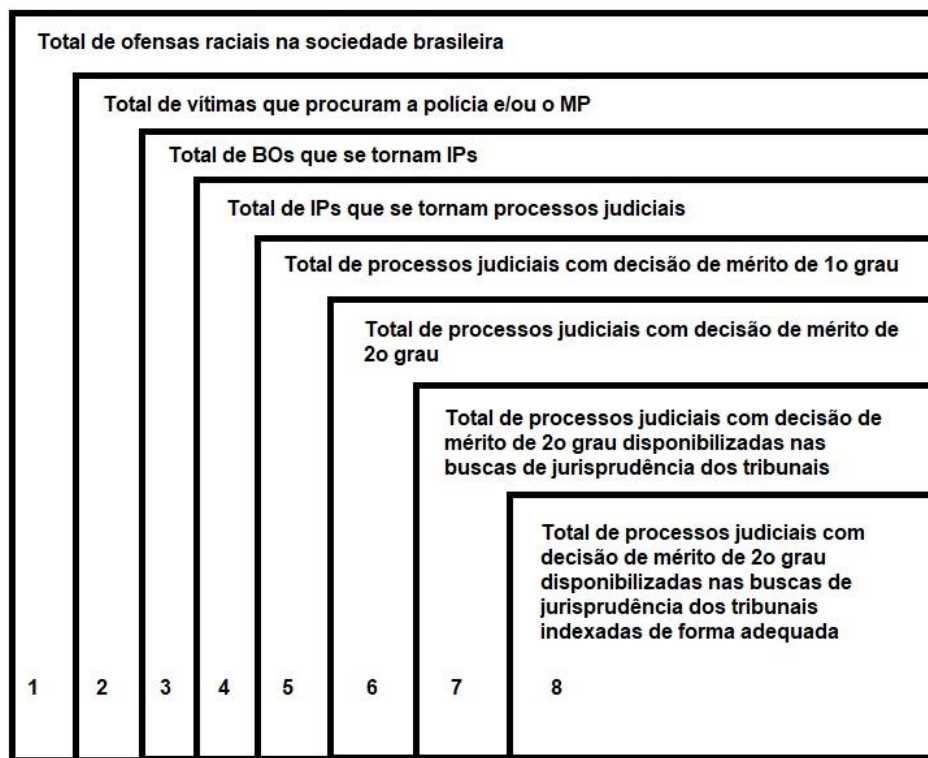 Total de ofensas raciais na sociedade brasileira
Total de vítimas que procuram a polícia e/ou o MP
Total de BOs que se tornam IPs
Total de IPs que se tornam processos judiciais
Total de processos judiciais com decisão de mérito de 1o grau
Total de processos judiciais com decisão de mérito de
2o grau
Total de processos judiciais com decisão de
mérito de 2o grau disponibilizadas nas
buscas de jurisprudência dos tribunais
Total de processos judiciais com
decisão de mérito de 2o grau
disponibilizadas nas buscas de
jurisprudência dos tribunais
indexadas de forma adequada
1 2 3 4 5 6 7 8